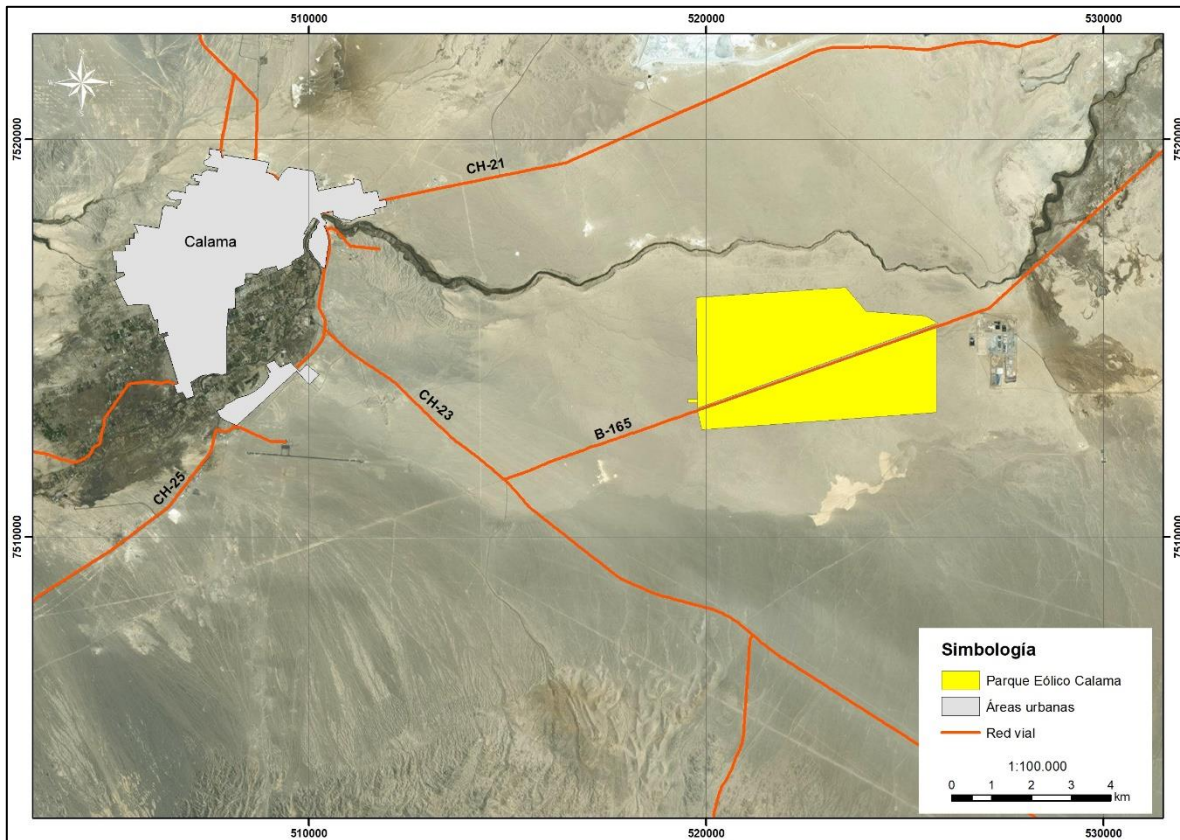 510000
520000
530000
7520000
7520000
CH-21
Calama
CH-23
B-165
CH-25
7510000
7510000
Simbología
Parque Eólico Calama
Áreas urbanas
Red vial
1:100.000
0 1 2 3 4
km
510000
520000
530000